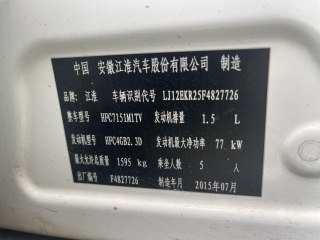 中国 安徽江淮汽车股份有限公司 制造
品牌 江淮 车辆识别代号 LJ12EKR25F4827726
整车型号 HFC7151M1TV 发动机排量 1.5 L
发动机型号 HFC4GB2.3D 发动机最大净功率 77 kW
最大允许总质量 1595 kg 乘坐人数 5 人
出厂编号 F4827726 制造年月 2015年07月